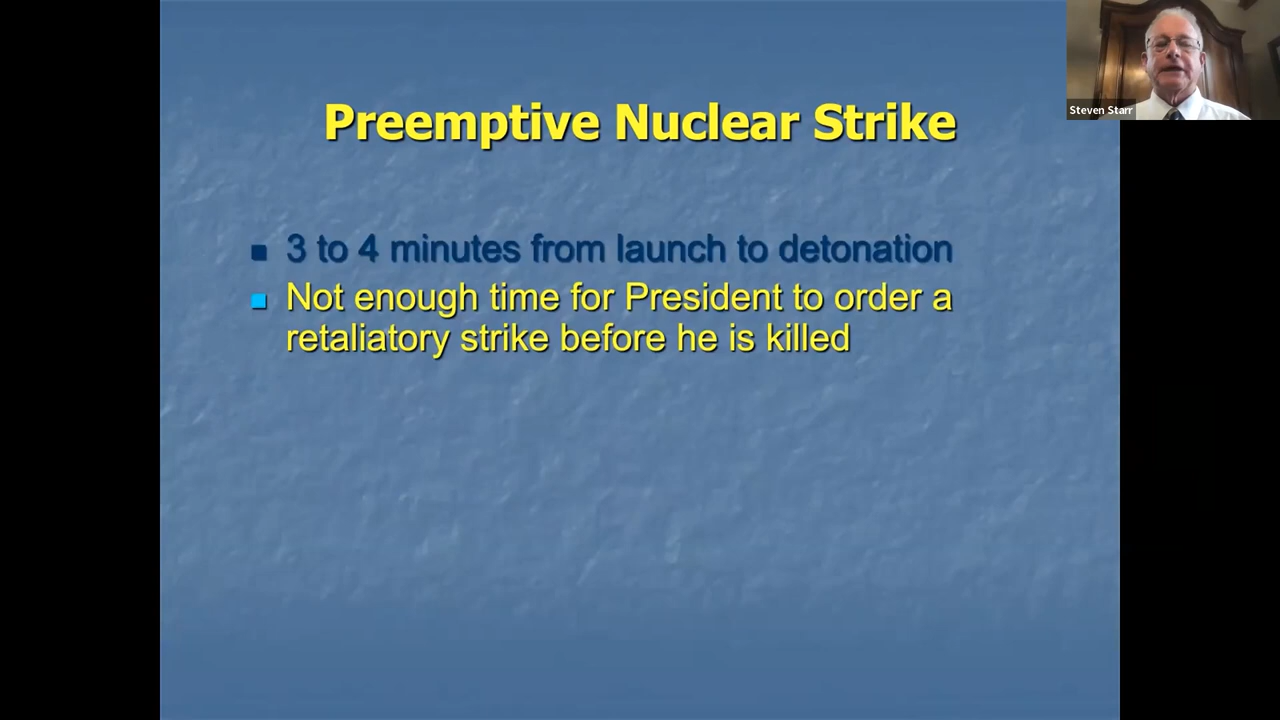 Preemptive Nuclear Strike
3 to 4 minutes from launch to detonation
Not enough time for President to order a
retaliatory strike before he is killed
Steven Starr